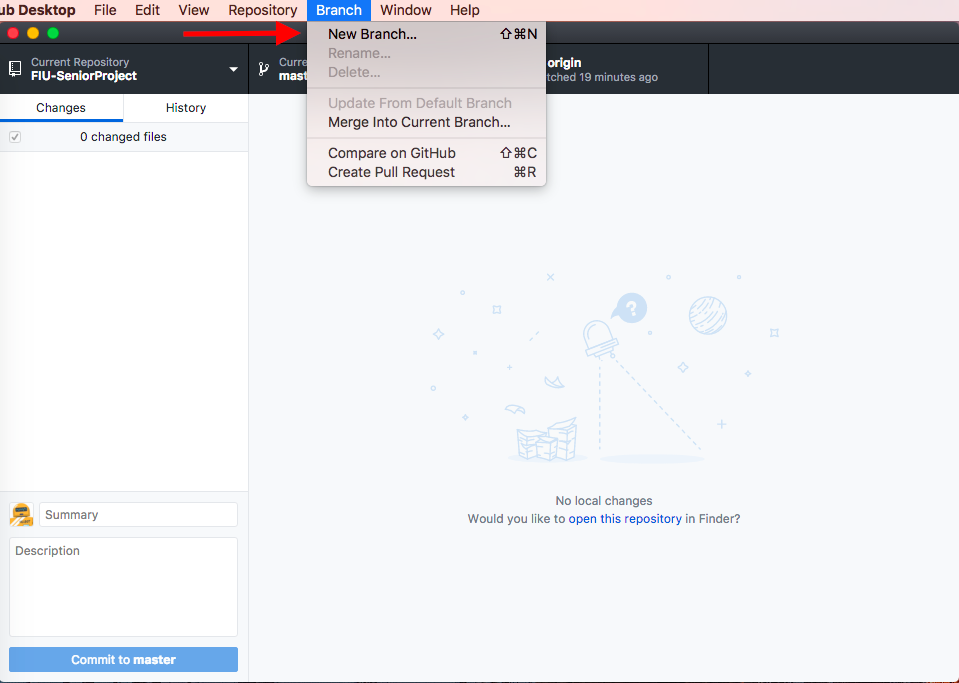 ub Desktop File Edit View Repository Branch Window Help
New Branch... ⇧⌘N
Rename...
Delete...
Update From Default Branch
Merge Into Current Branch...
Compare on GitHub ⇧⌘C
Create Pull Request ⌘R
Current Repository
FIU-SeniorProject
Curre
mast
origin
tched 19 minutes ago
Changes History
0 changed files
?
No local changes
Would you like to open this repository in Finder?
Summary
Description
Commit to master